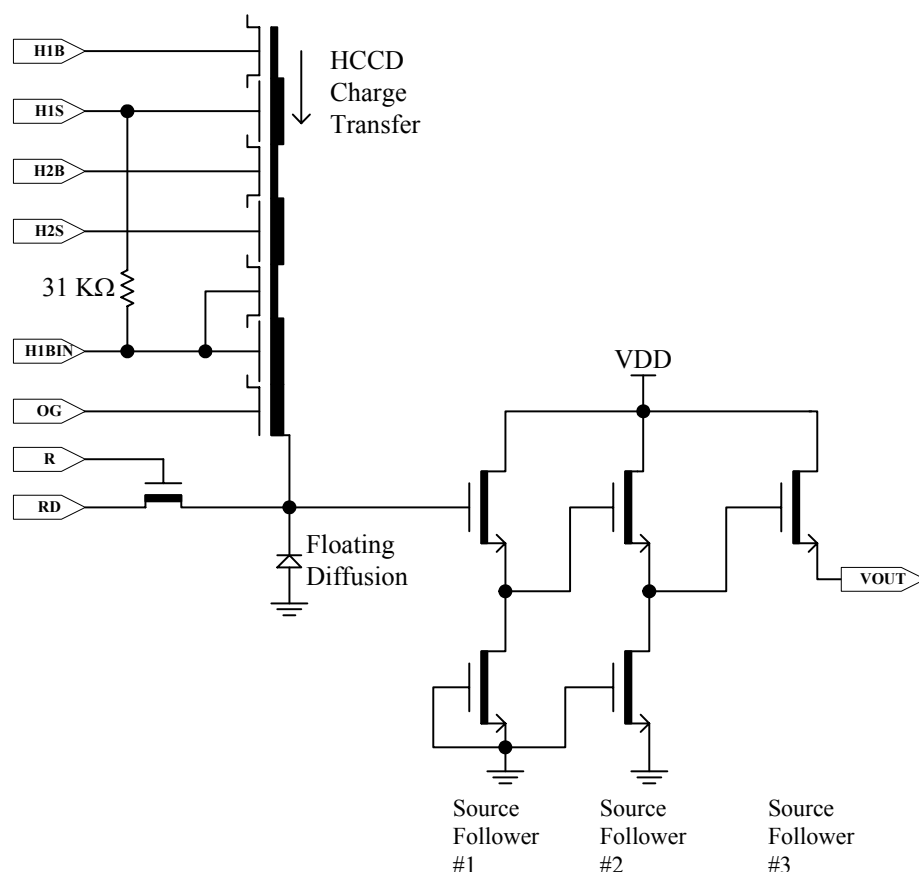 H1B
HCCD
Charge
Transfer
H1S
H2B
H2S
31 KΩ
H1BIN
VDD
OG
R
RD
Floating
Diffusion
VOUT
Source
Follower
#1
Source
Follower
#2
Source
Follower
#3